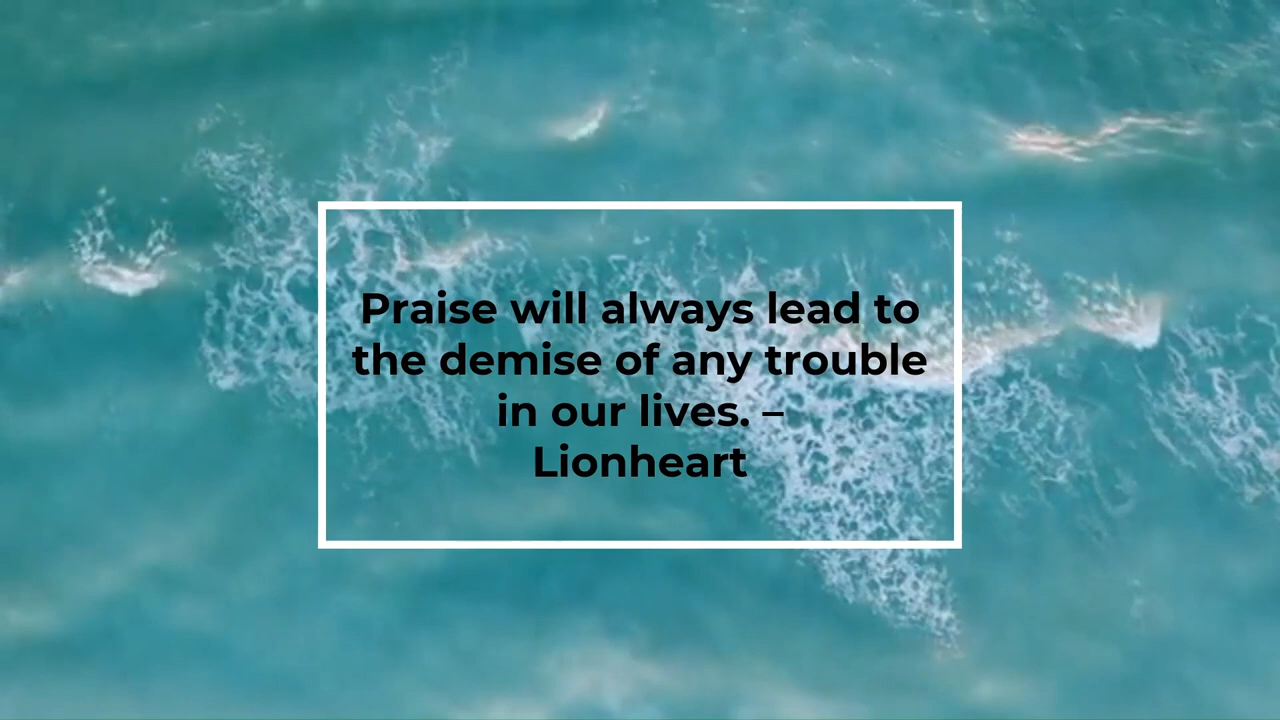 Praise will always lead to
the demise of any trouble
in our lives. –
Lionheart